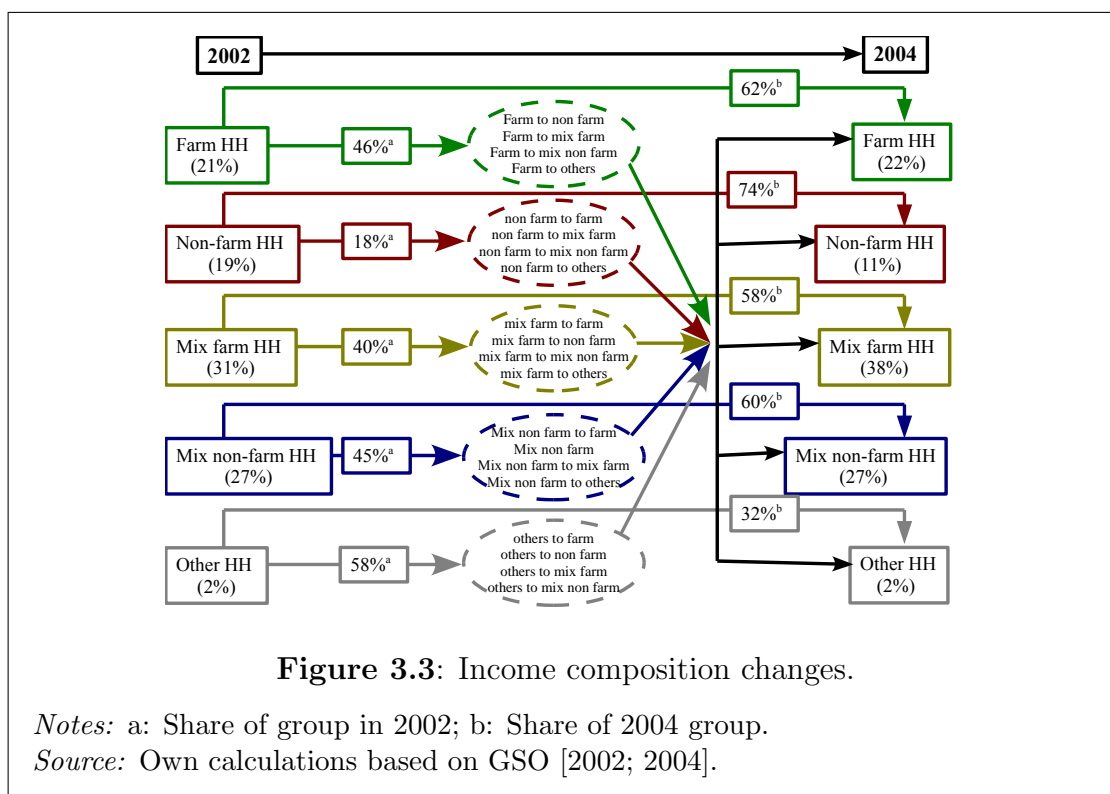 2002
2004
62%ᵇ
Farm HH
(21%)
46%ᵃ
Farm to non farm
Farm to mix farm
Farm to mix non farm
Farm to others
Farm HH
(22%)
74%ᵇ
Non-farm HH
(19%)
18%ᵃ
non farm to farm
non farm to mix farm
non farm to mix non farm
non farm to others
Non-farm HH
(11%)
58%ᵇ
Mix farm HH
(31%)
40%ᵃ
mix farm to farm
mix farm to non farm
mix farm to mix non farm
mix farm to others
Mix farm HH
(38%)
60%ᵇ
Mix non-farm HH
(27%)
45%ᵃ
Mix non farm to farm
Mix non farm
Mix non farm to mix farm
Mix non farm to others
Mix non-farm HH
(27%)
32%ᵇ
Other HH
(2%)
58%ᵃ
others to farm
others to non farm
others to mix farm
others to mix non farm
Other HH
(2%)
Figure 3.3: Income composition changes.
Notes: a: Share of group in 2002; b: Share of 2004 group.
Source: Own calculations based on GSO [2002; 2004].